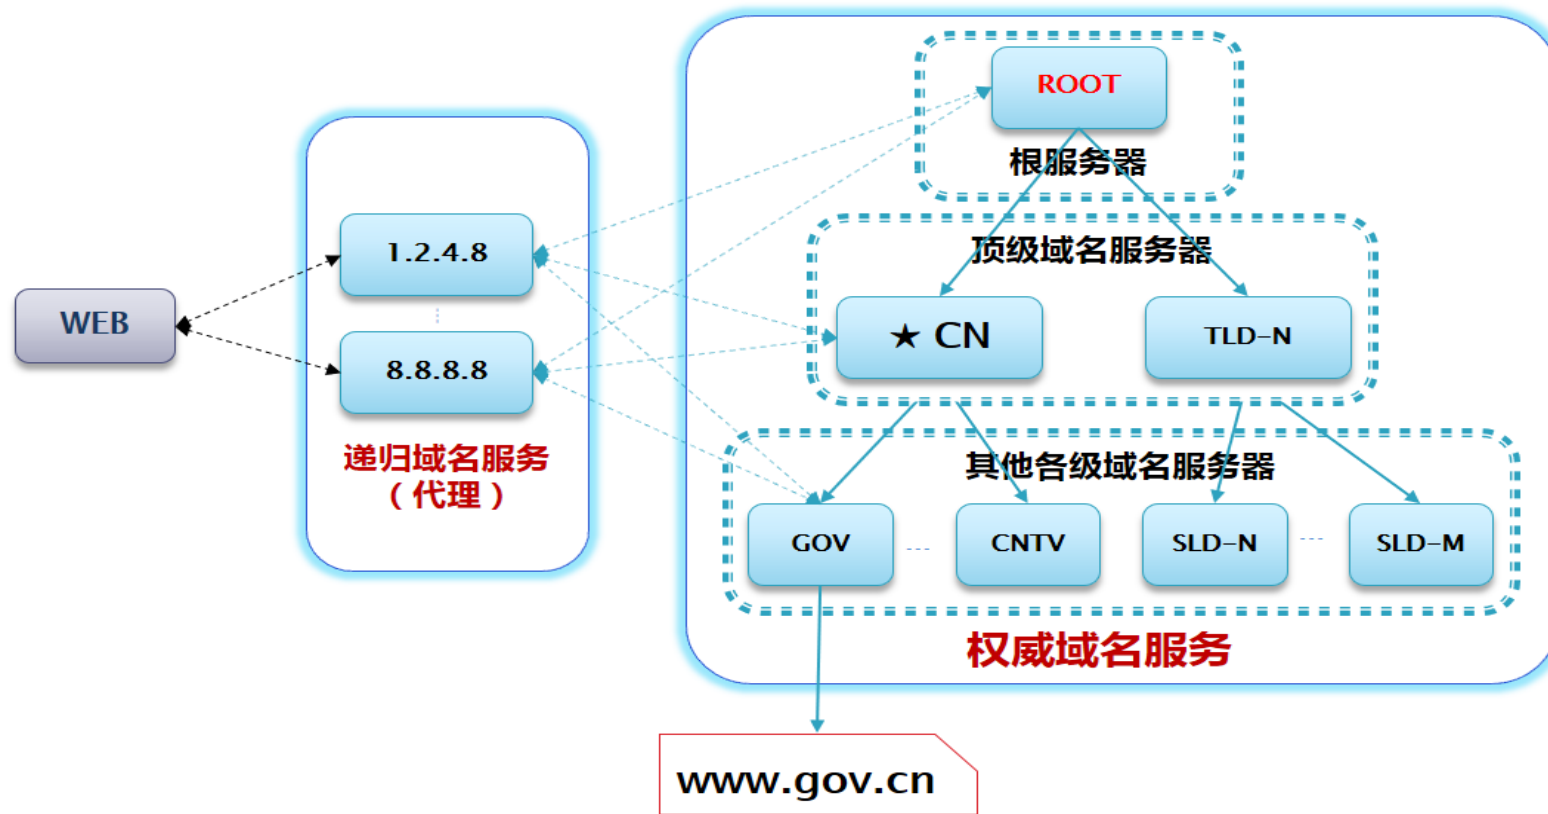 WEB
1.2.4.8
8.8.8.8
递归域名服务
（代理）
ROOT
根服务器
顶级域名服务器
★ CN
TLD-N
其他各级域名服务器
GOV
CNTV
SLD-N
SLD-M
权威域名服务
www.gov.cn